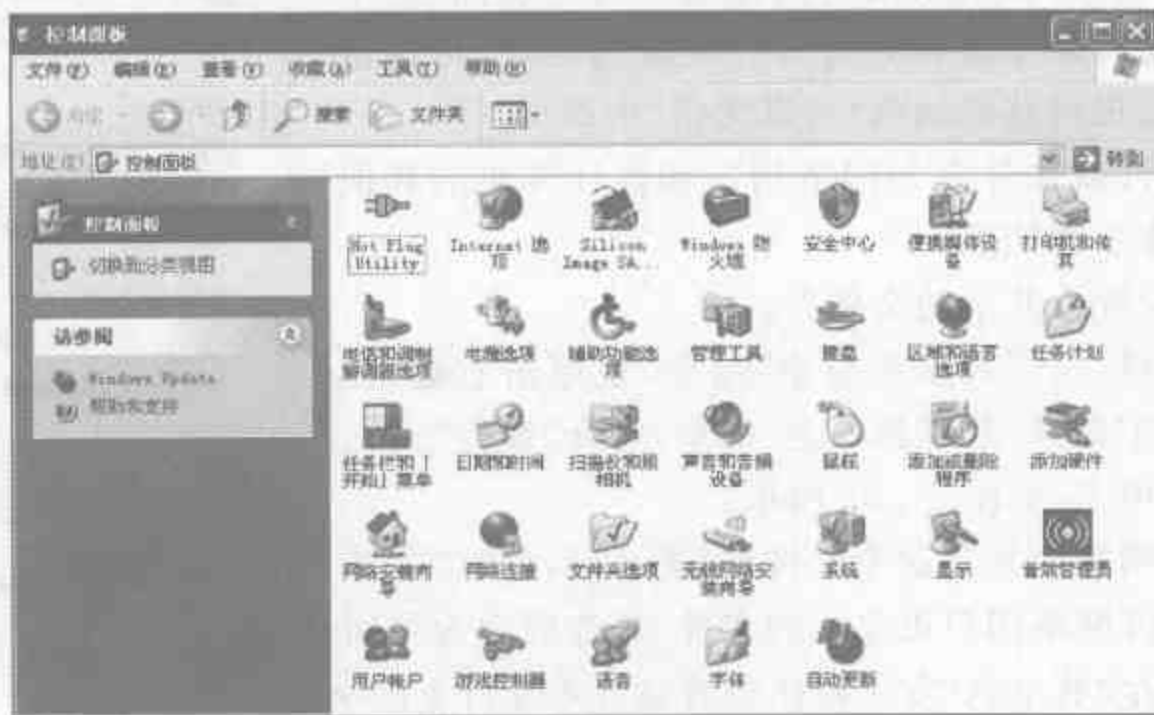 控制面板
文件(F) 编辑(E) 查看(V) 收藏(A) 工具(T) 帮助(H)
后退 搜索 文件夹
地址(D) 控制面板 转到
控制面板
切换到分类视图
请参阅
Windows Update
帮助和支持
Hot Plug Utility
Internet 选项
Silicon Image SA...
Windows 防火墙
安全中心
便携媒体设备
打印机和传真
电话和调制解调器选项
电源选项
辅助功能选项
管理工具
键盘
区域和语言选项
任务计划
任务栏和「开始」菜单
日期和时间
扫描仪和照相机
声音和音频设备
鼠标
添加或删除程序
添加硬件
网络安装向导
网络连接
文件夹选项
无线网络安装向导
系统
显示
音效管理员
用户帐户
游戏控制器
语音
字体
自动更新